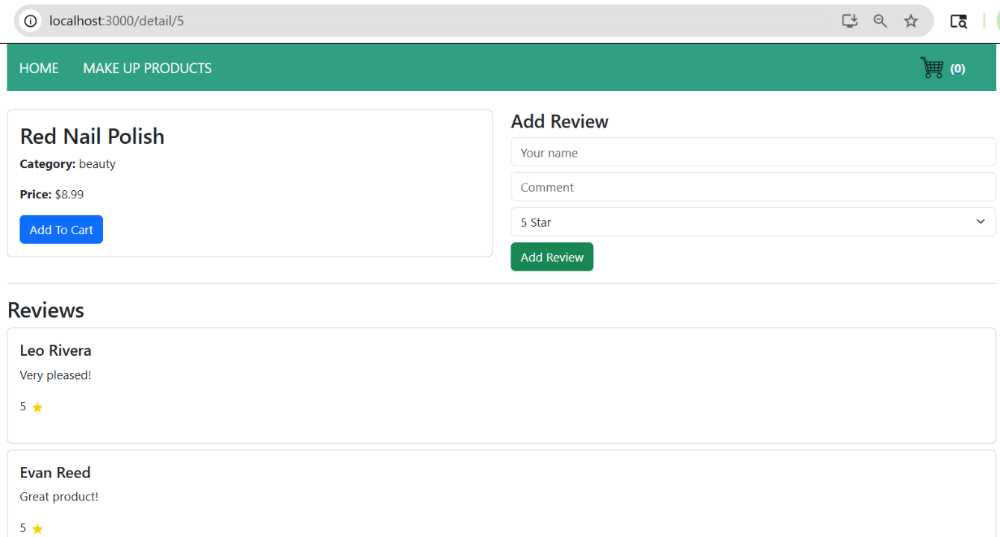 localhost:3000/detail/5
HOME MAKE UP PRODUCTS (0)
Red Nail Polish
Category: beauty
Price: $8.99
Add To Cart
Add Review
Your name
Comment
5 Star
Add Review
Reviews
Leo Rivera
Very pleased!
5
Evan Reed
Great product!
5